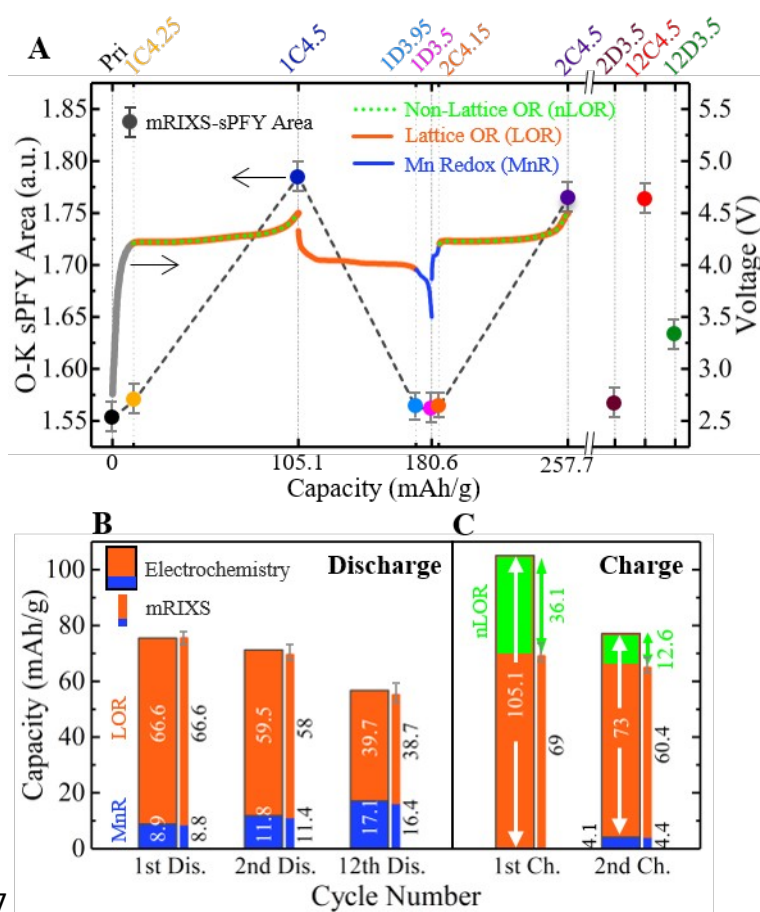 A
Pri
1C4.25
1C4.5
1D3.95
1D3.5
2C4.15
2C4.5
2D3.5
12C4.5
12D3.5
O-K sPFY Area (a.u.)
1.85
1.80
1.75
1.70
1.65
1.60
1.55
mRIXS-sPFY Area
Non-Lattice OR (nLOR)
Lattice OR (LOR)
Mn Redox (MnR)
5.5
5.0
4.5
4.0
3.5
3.0
2.5
Voltage (V)
0
105.1
180.6
257.7
Capacity (mAh/g)
B
C
Electrochemistry
mRIXS
Discharge
Charge
Capacity (mAh/g)
100
80
60
40
20
0
LOR
MnR
66.6
8.9
66.6
8.8
59.5
11.8
58
11.4
39.7
17.1
38.7
16.4
nLOR
105.1
36.1
69
73
4.1
12.6
60.4
4.4
1st Dis.
2nd Dis.
12th Dis.
1st Ch.
2nd Ch.
Cycle Number
7